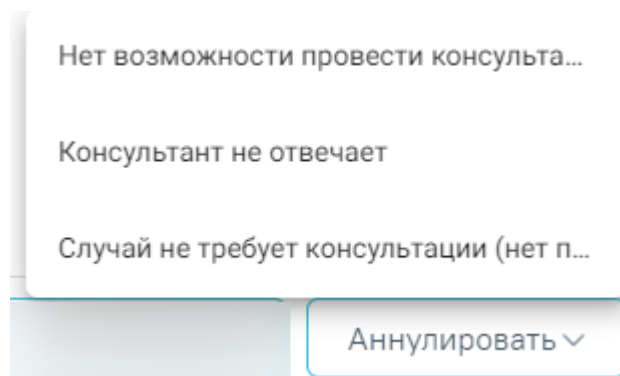 Нет возможности провести консульта...
Консультант не отвечает
Случай не требует консультации (нет п...
Аннулировать